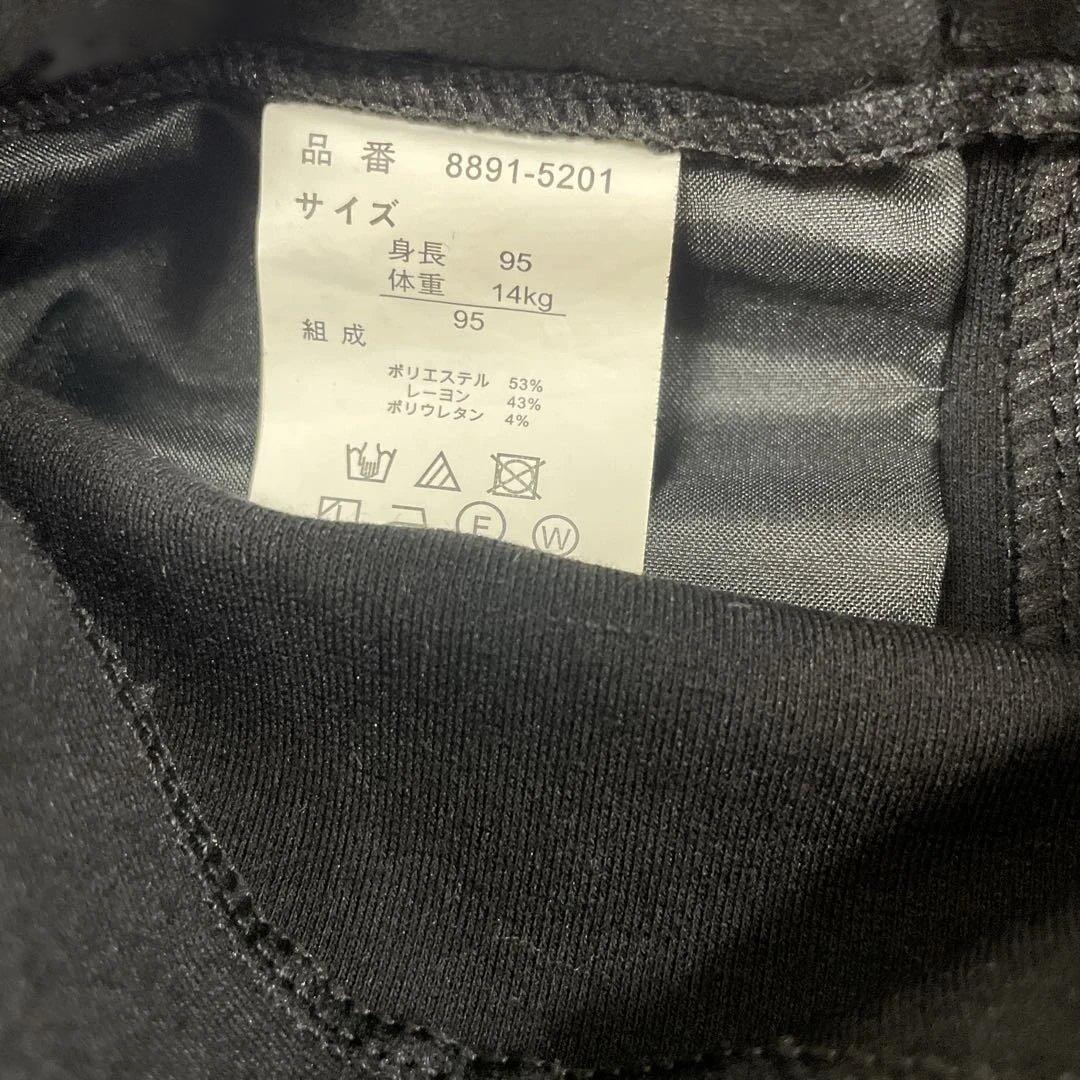 品番 8891-5201
サイズ
身長 95
体重 14kg
95
組成
ポリエステル 53%
レーヨン 43%
ポリウレタン 4%
F W